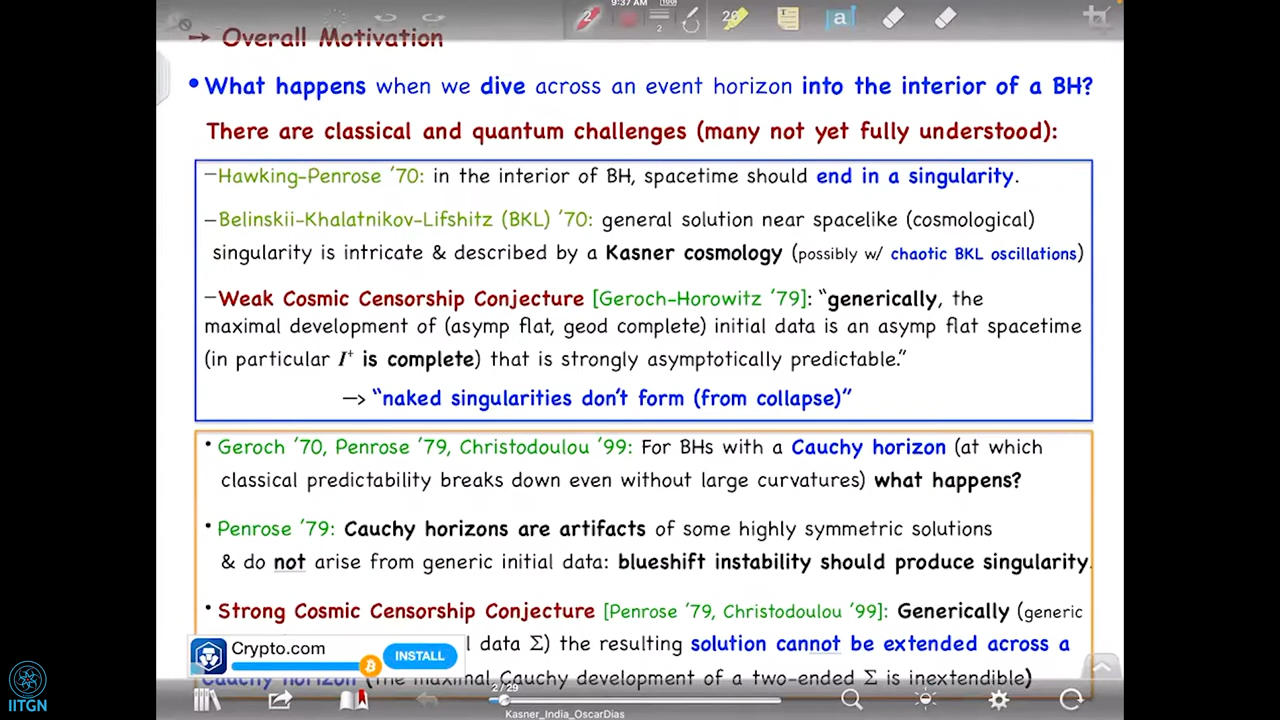 9:37 AM
100%
2
2
a
→ Overall Motivation
• What happens when we dive across an event horizon into the interior of a BH?
There are classical and quantum challenges (many not yet fully understood):
–Hawking-Penrose '70: in the interior of BH, spacetime should end in a singularity.
–Belinskii-Khalatnikov-Lifshitz (BKL) '70: general solution near spacelike (cosmological)
singularity is intricate & described by a Kasner cosmology (possibly w/ chaotic BKL oscillations)
–Weak Cosmic Censorship Conjecture [Geroch-Horowitz '79]: "generically, the
maximal development of (asymp flat, geod complete) initial data is an asymp flat spacetime
(in particular I⁺ is complete) that is strongly asymptotically predictable."
—> "naked singularities don't form (from collapse)"
• Geroch '70, Penrose '79, Christodoulou '99: For BHs with a Cauchy horizon (at which
classical predictability breaks down even without large curvatures) what happens?
• Penrose '79: Cauchy horizons are artifacts of some highly symmetric solutions
& do not arise from generic initial data: blueshift instability should produce singularity.
• Strong Cosmic Censorship Conjecture [Penrose '79, Christodoulou '99]: Generically (generic
l data Σ) the resulting solution cannot be extended across a
Cauchy horizon (the maximal Cauchy development of a two-ended Σ is inextendible)
Crypto.com
INSTALL
2 / 29
Kasner_India_OscarDias
IITGN